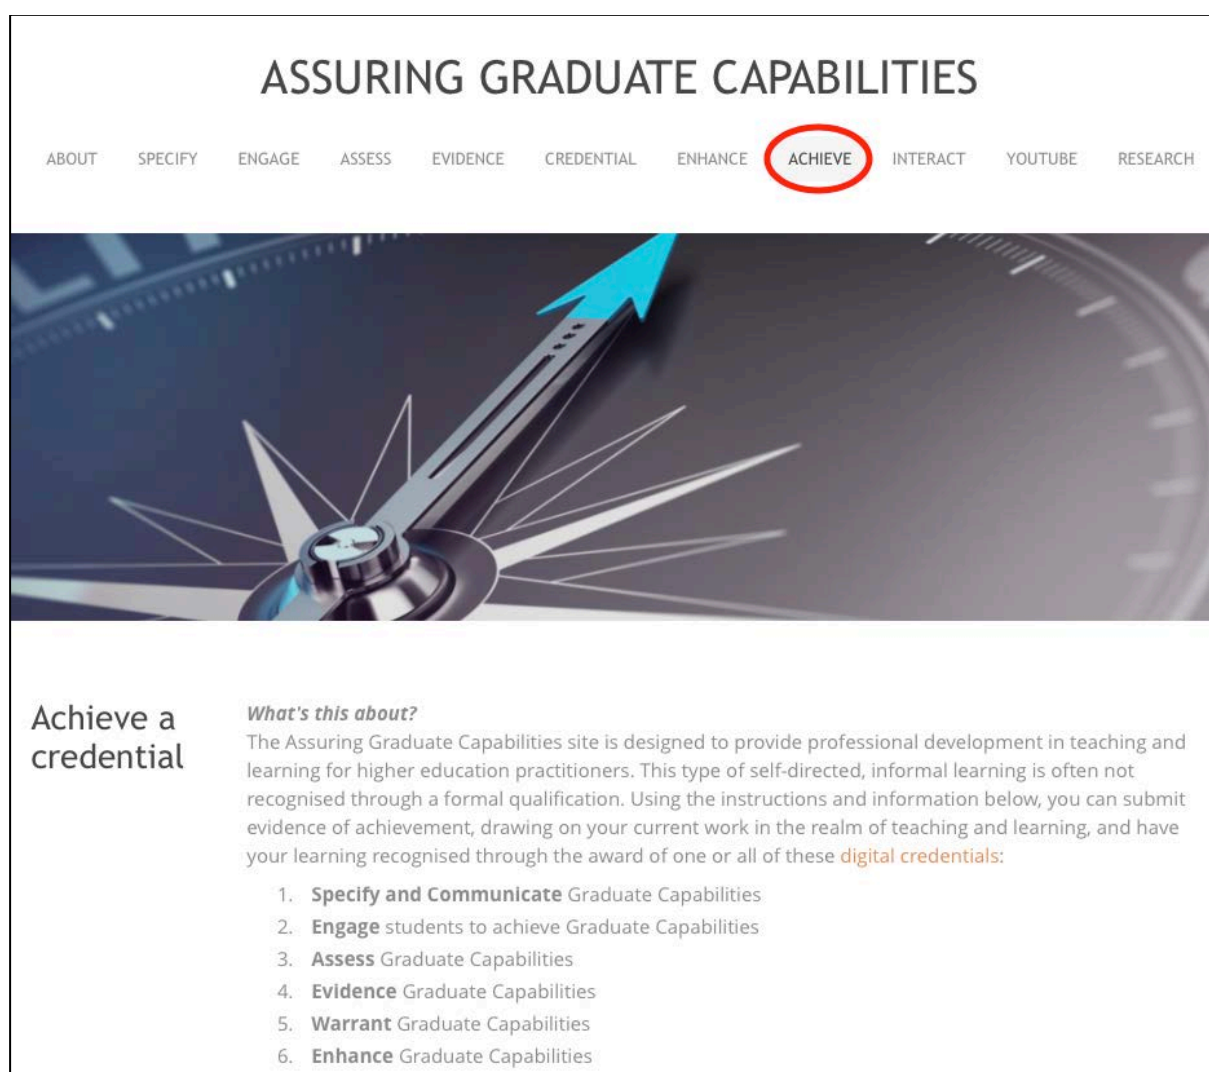 ASSURING GRADUATE CAPABILITIES
ABOUT SPECIFY ENGAGE ASSESS EVIDENCE CREDENTIAL ENHANCE ACHIEVE INTERACT YOUTUBE RESEARCH
Achieve a
credential
What's this about?
The Assuring Graduate Capabilities site is designed to provide professional development in teaching and
learning for higher education practitioners. This type of self-directed, informal learning is often not
recognised through a formal qualification. Using the instructions and information below, you can submit
evidence of achievement, drawing on your current work in the realm of teaching and learning, and have
your learning recognised through the award of one or all of these digital credentials:
1. Specify and Communicate Graduate Capabilities
2. Engage students to achieve Graduate Capabilities
3. Assess Graduate Capabilities
4. Evidence Graduate Capabilities
5. Warrant Graduate Capabilities
6. Enhance Graduate Capabilities